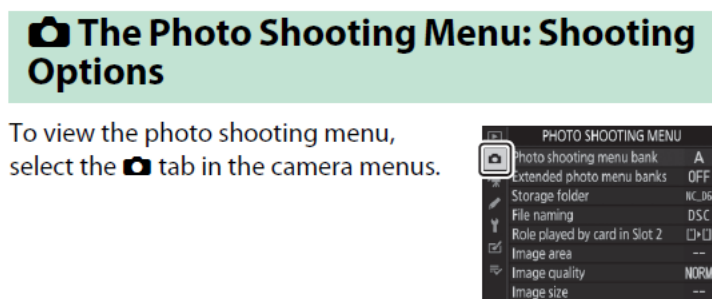 The Photo Shooting Menu: Shooting
Options
To view the photo shooting menu,
select the tab in the camera menus.
PHOTO SHOOTING MENU
Photo shooting menu bank A
Extended photo menu banks OFF
Storage folder NC_D6
File naming DSC
Role played by card in Slot 2
Image area --
Image quality NORM
Image size --